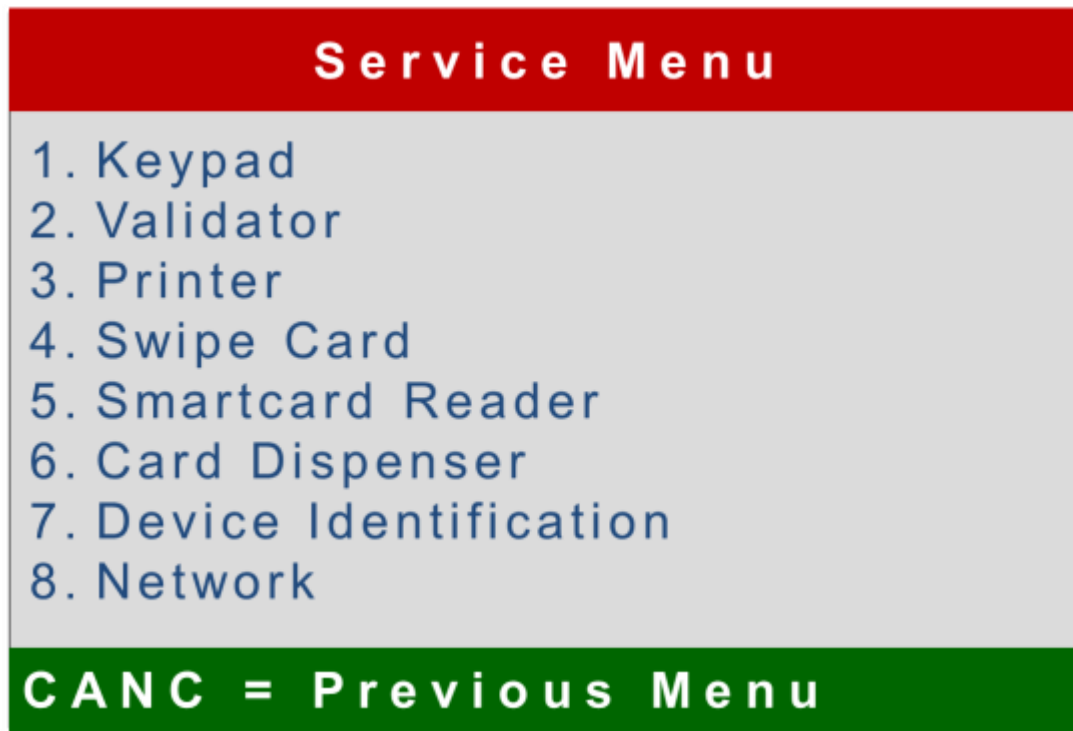 Service Menu
1. Keypad
2. Validator
3. Printer
4. Swipe Card
5. Smartcard Reader
6. Card Dispenser
7. Device Identification
8. Network
CANC = Previous Menu